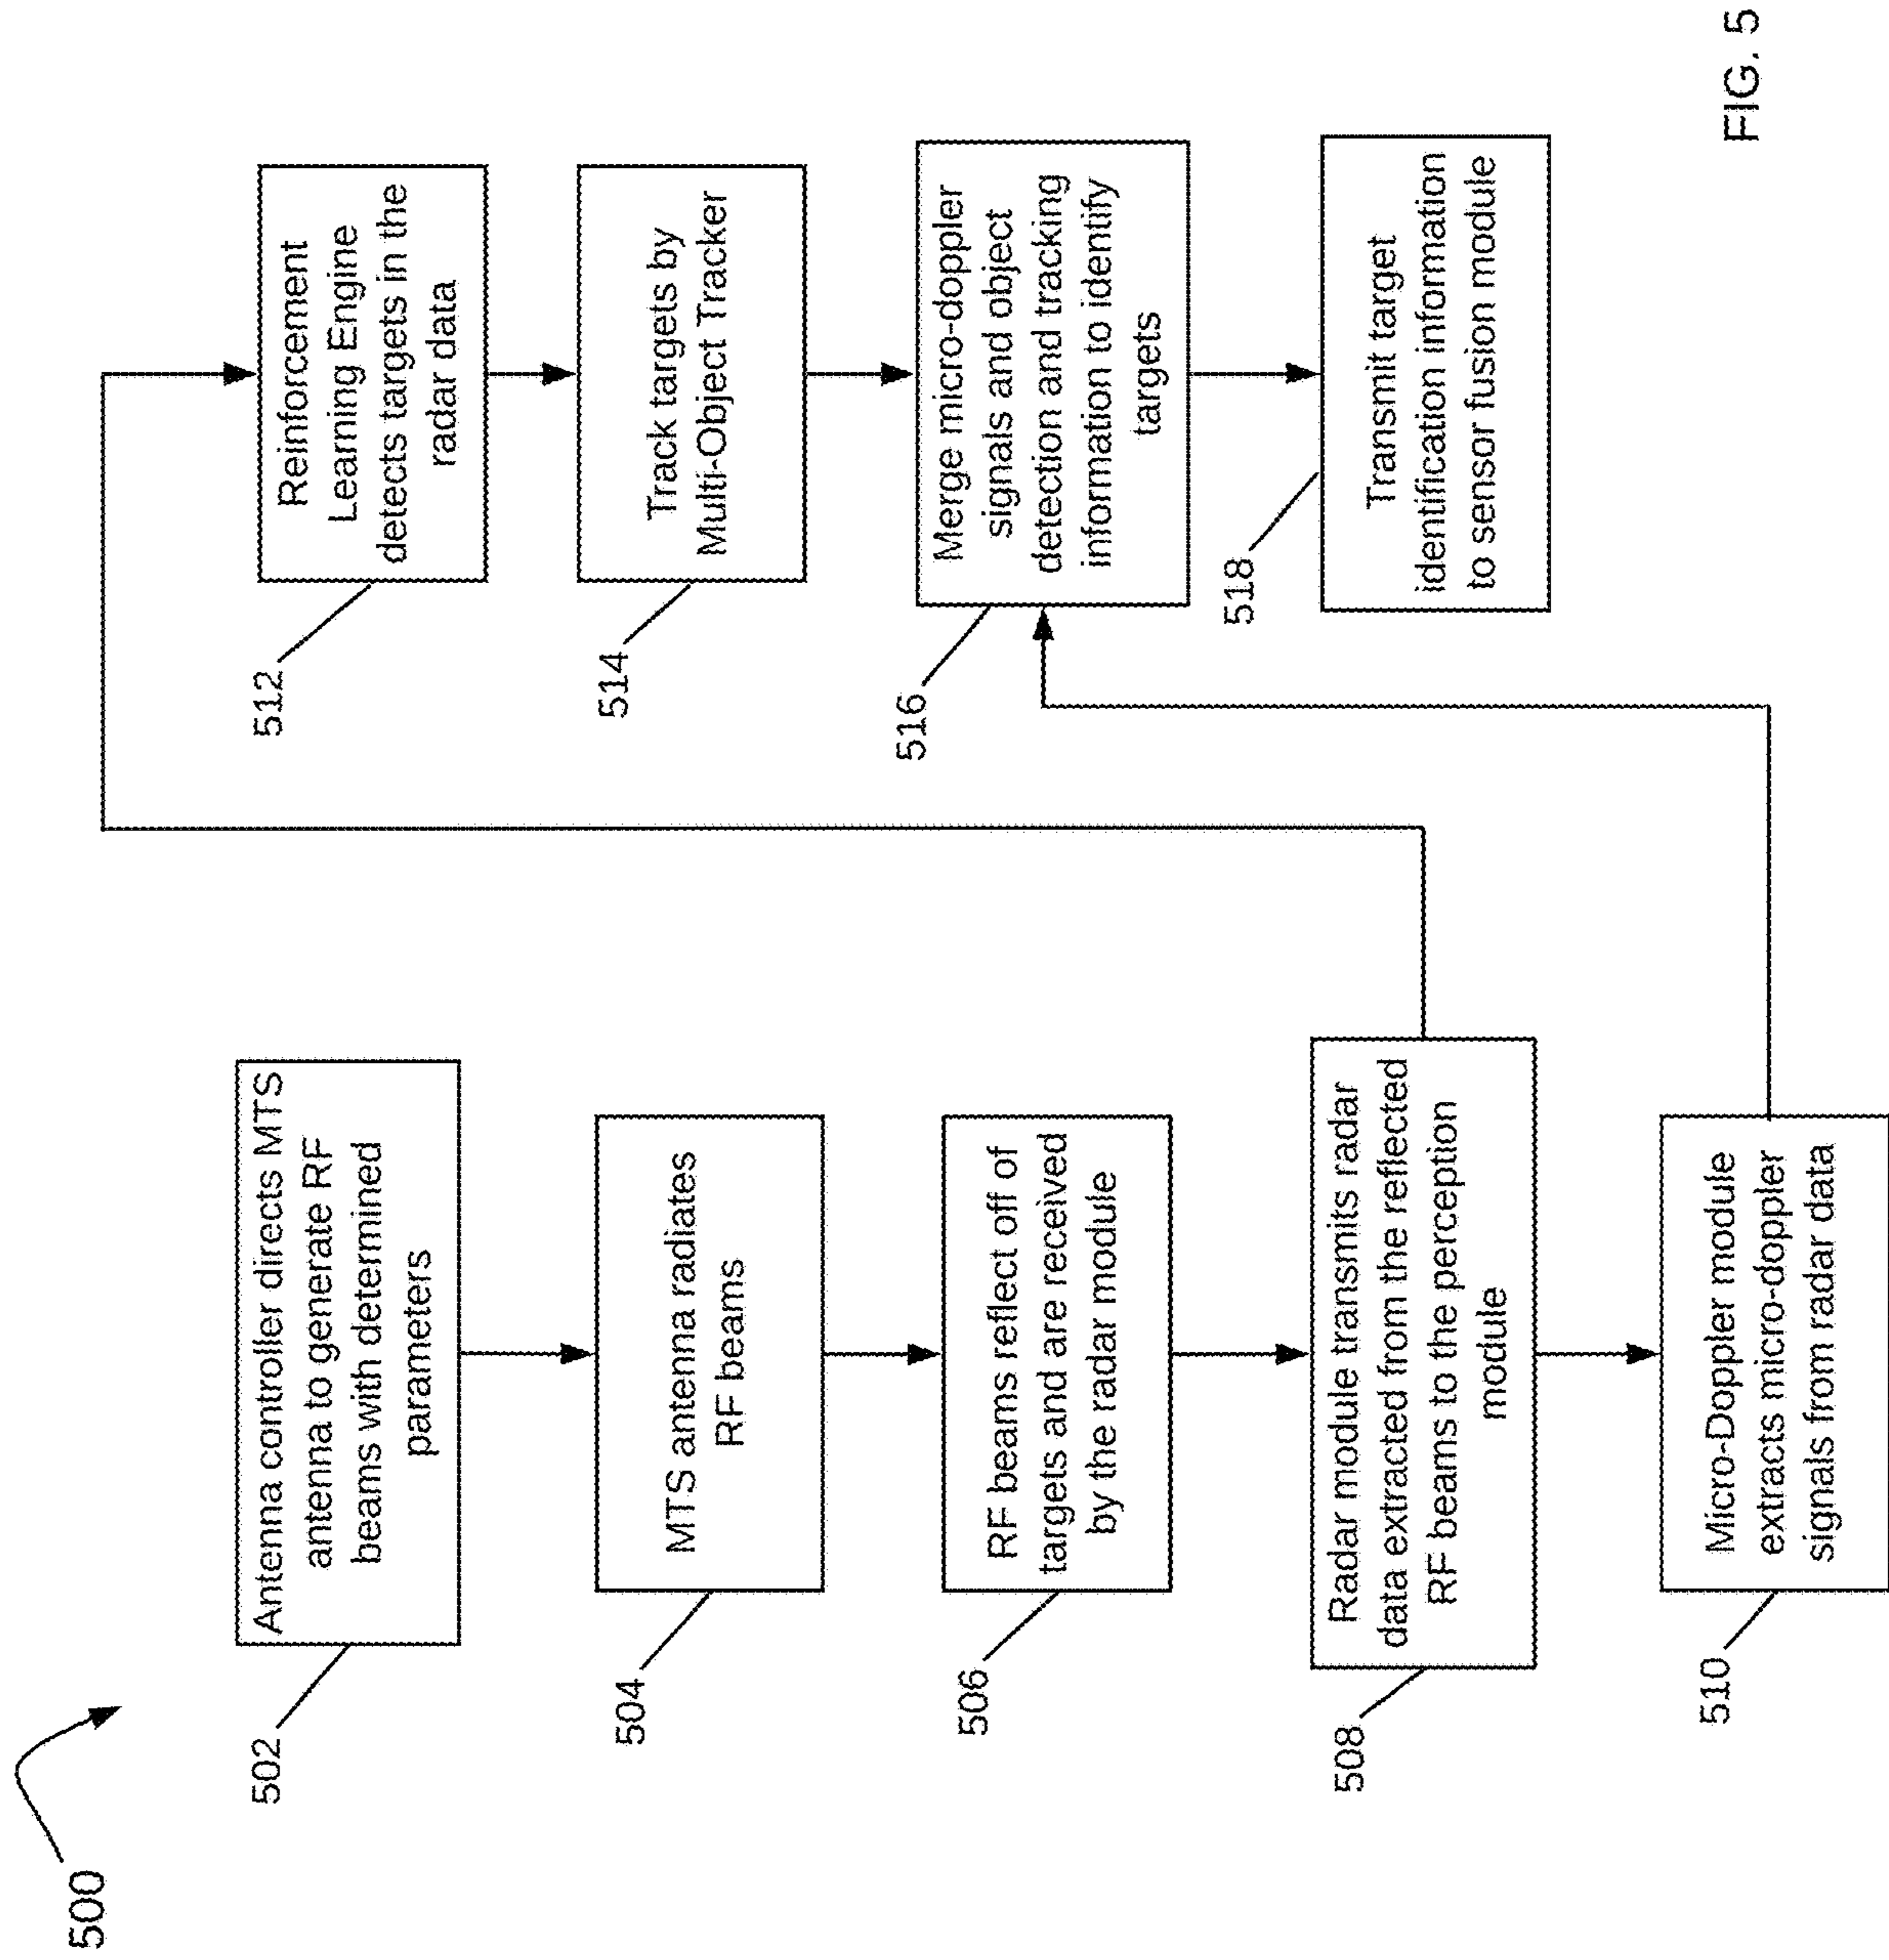 500
502
Antenna controller directs MTS
antenna to generate RF
beams with determined
parameters
504
MTS antenna radiates
RF beams
506
RF beams reflect off of
targets and are received
by the radar module
508
Radar module transmits radar
data extracted from the reflected
RF beams to the perception
module
510
Micro-Doppler module
extracts micro-doppler
signals from radar data
512
Reinforcement
Learning Engine
detects targets in the
radar data
514
Track targets by
Multi-Object Tracker
516
Merge micro-doppler
signals and object
detection and tracking
information to identify
targets
518
Transmit target
identification information
to sensor fusion module
FIG. 5